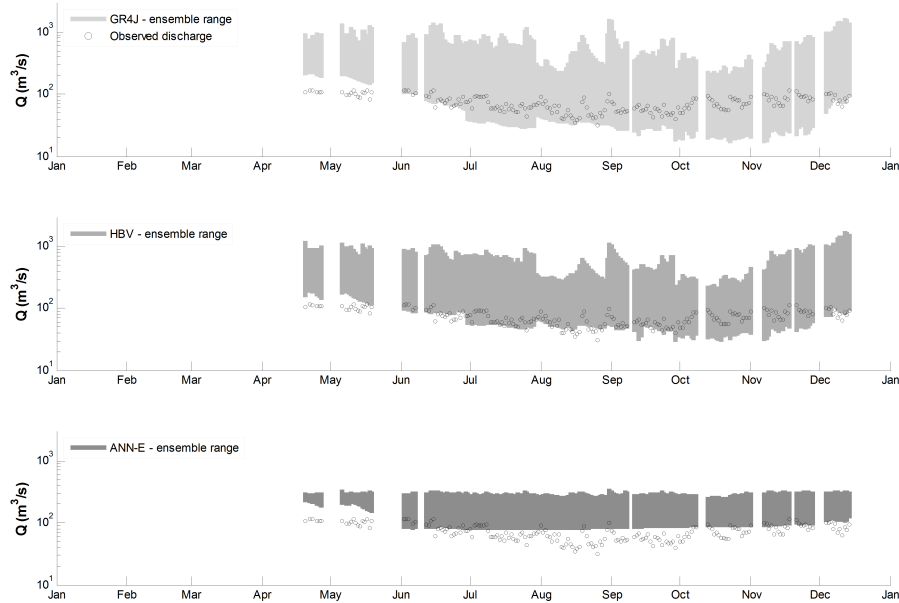 GR4J - ensemble range
Observed discharge
Q (m³/s)
10³
10²
10¹
Jan Feb Mar Apr May Jun Jul Aug Sep Oct Nov Dec Jan
HBV - ensemble range
Q (m³/s)
10³
10²
10¹
Jan Feb Mar Apr May Jun Jul Aug Sep Oct Nov Dec Jan
ANN-E - ensemble range
Q (m³/s)
10³
10²
10¹
Jan Feb Mar Apr May Jun Jul Aug Sep Oct Nov Dec Jan